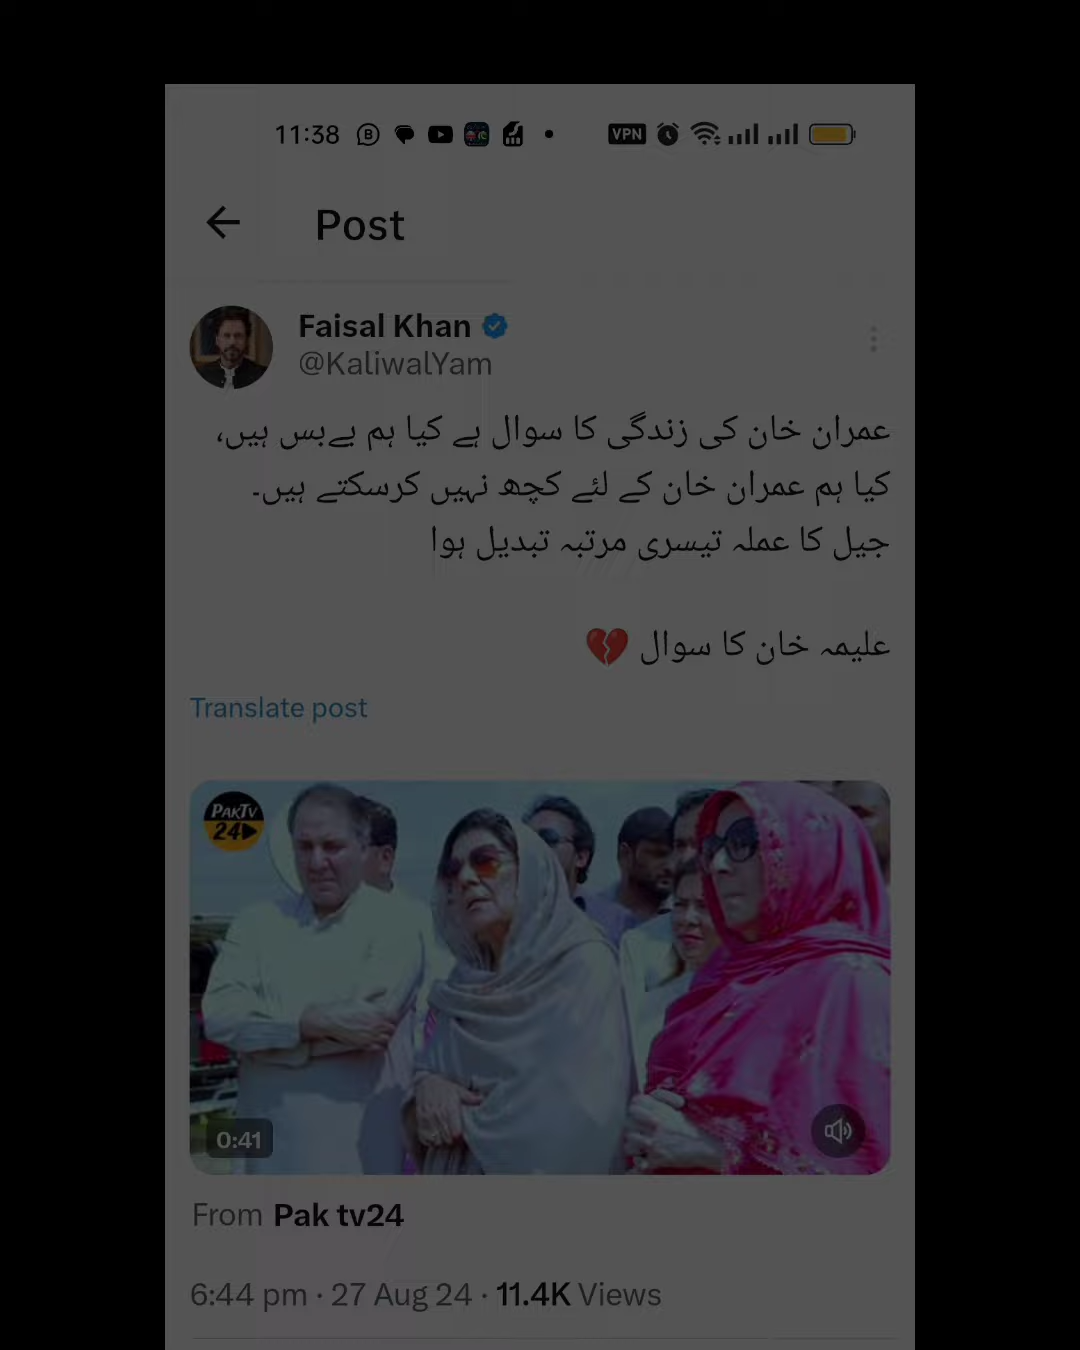 11:38
VPN
Post
Faisal Khan
@KaliwalYam
عمران خان کی زندگی کا سوال ہے کیا ہم بےبس ہیں،
کیا ہم عمران خان کے لئے کچھ نہیں کرسکتے ہیں۔
جیل کا عملہ تیسری مرتبہ تبدیل ہوا
علیمہ خان کا سوال 💔
Translate post
PAKTV
24
0:41
From Pak tv24
6:44 pm · 27 Aug 24 · 11.4K Views